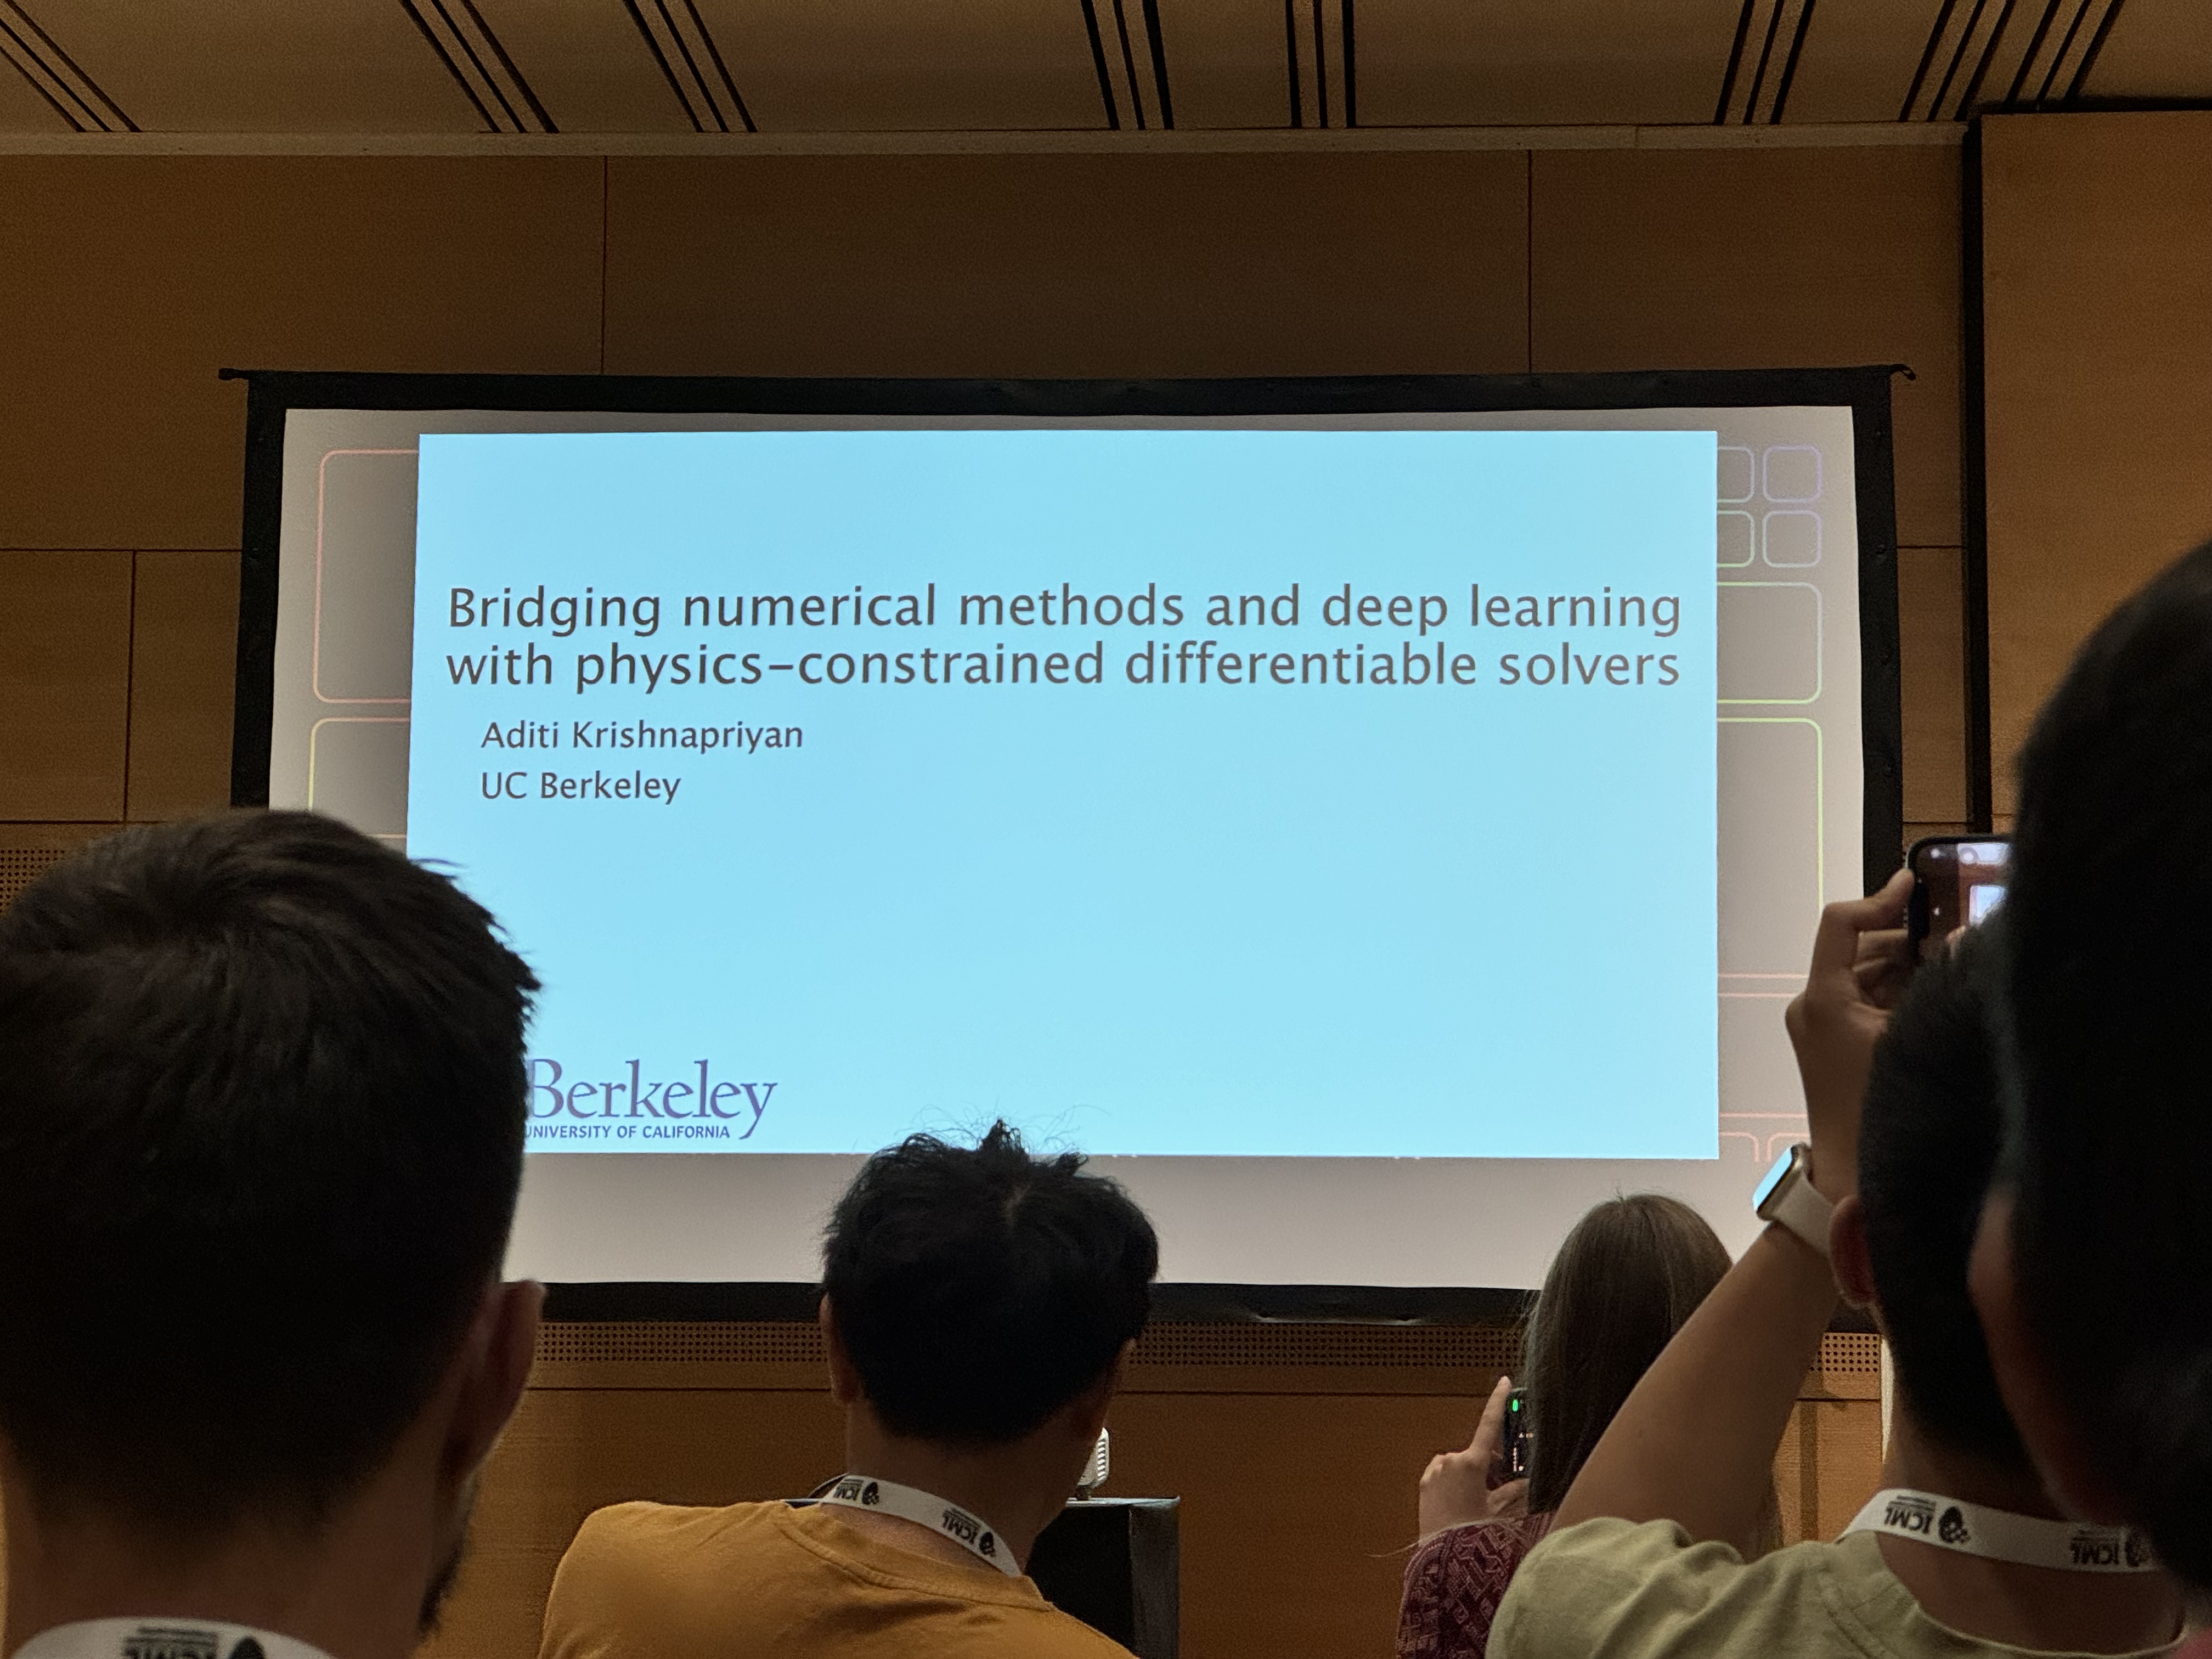 Bridging numerical methods and deep learning
with physics-constrained differentiable solvers
Aditi Krishnapriyan
UC Berkeley
Berkeley
UNIVERSITY OF CALIFORNIA
ICML
ICML
ICML
ICML